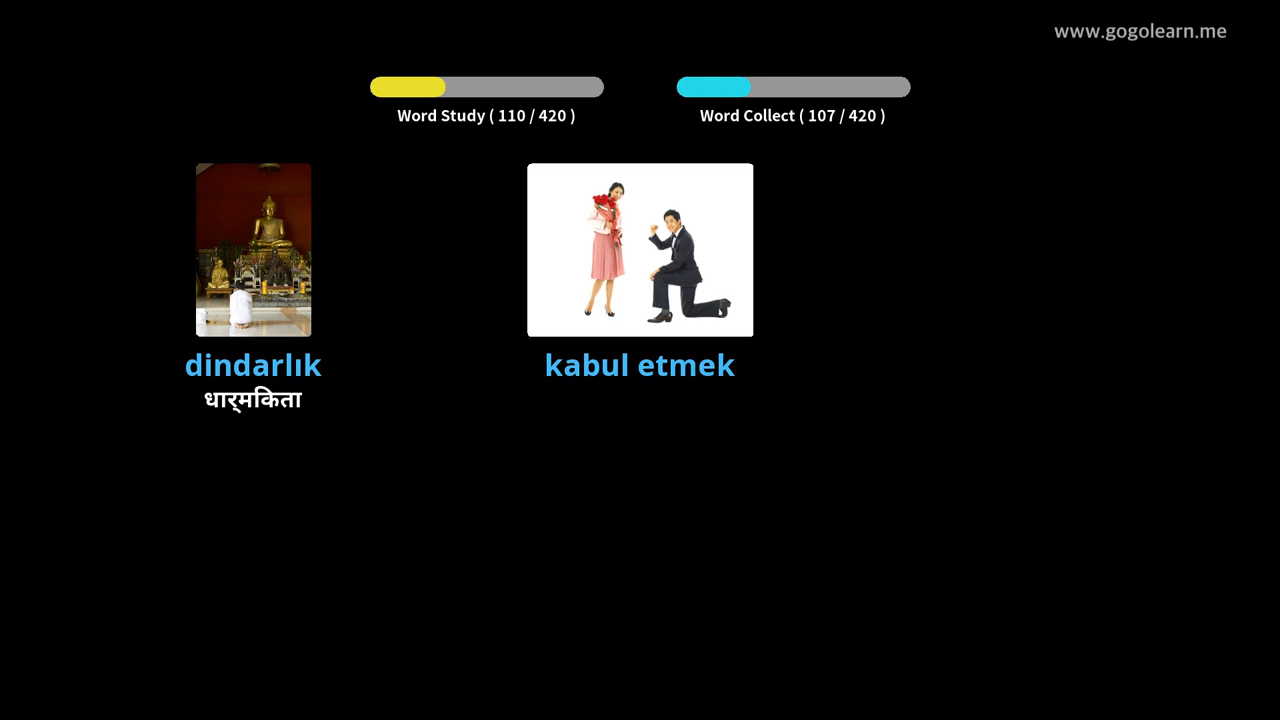 www.gogolearn.me
Word Study ( 110 / 420 )
Word Collect ( 107 / 420 )
dindarlık
धार्मिकता
kabul etmek